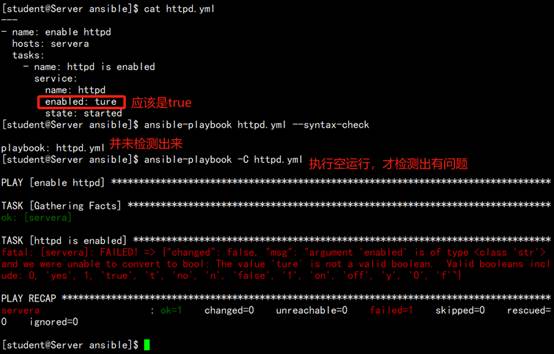 [student@Server ansible]$ cat httpd.yml
---
- name: enable httpd
hosts: servera
tasks:
- name: httpd is enabled
service:
name: httpd
enabled: ture 应该是true
state: started
[student@Server ansible]$ ansible-playbook httpd.yml --syntax-check
playbook: httpd.yml 并未检测出来
[student@Server ansible]$ ansible-playbook -C httpd.yml 执行空运行，才检测出有问题
PLAY [enable httpd] ************************************************************
TASK [Gathering Facts] *********************************************************
ok: [servera]
TASK [httpd is enabled] ********************************************************
fatal: [servera]: FAILED! => {"changed": false, "msg": "argument 'enabled' is of type <class 'str'>
and we were unable to convert to bool: The value 'ture' is not a valid boolean. Valid booleans incl
ude: 0, 'yes', 1, 'true', 't', 'no', 'n', 'false', '1', 'on', 'off', 'y', '0', 'f'"}
PLAY RECAP *********************************************************************
servera : ok=1 changed=0 unreachable=0 failed=1 skipped=0 rescued=
0 ignored=0
[student@Server ansible]$